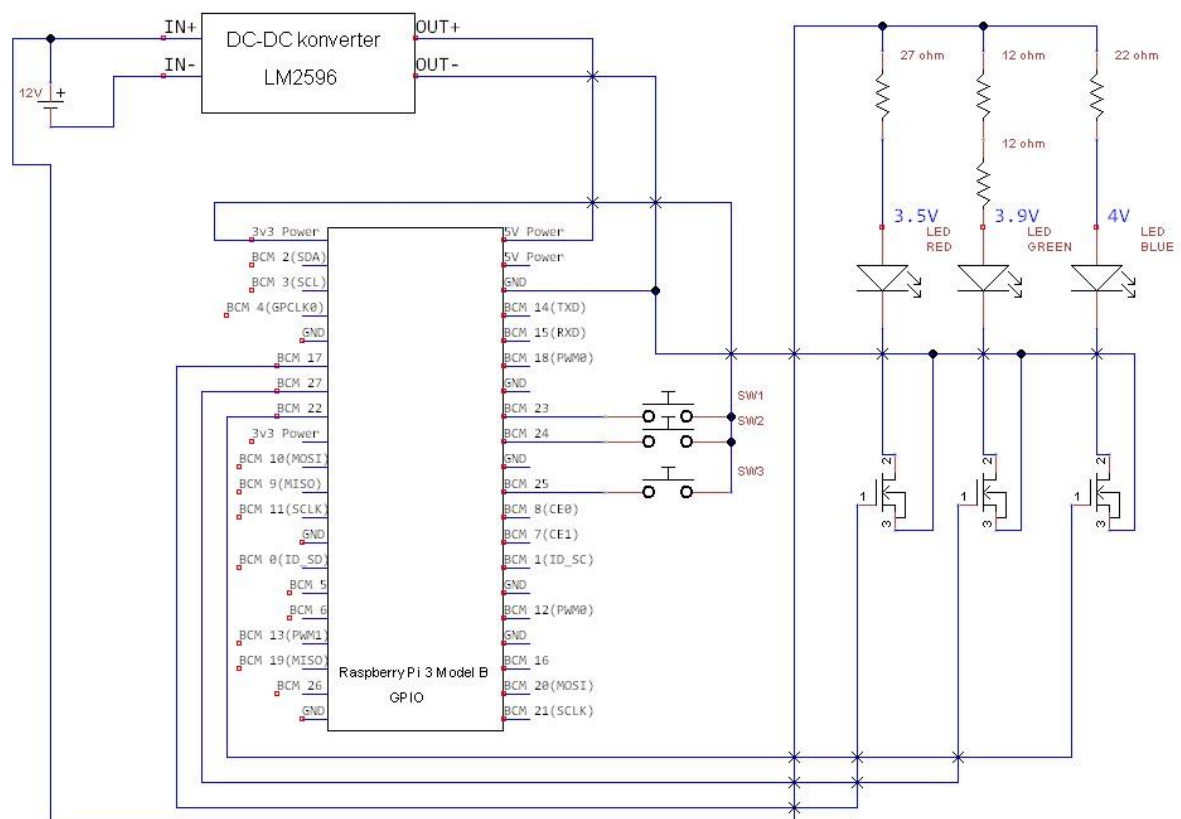 IN+
OUT+
DC-DC konverter
LM2596
IN-
OUT-
12V
+
27 ohm
12 ohm
22 ohm
12 ohm
3.5V
3.9V
4V
LED
RED
LED
GREEN
LED
BLUE
3v3 Power
5V Power
BCM 2(SDA)
5V Power
BCM 3(SCL)
GND
BCM 4(GPCLK0)
BCM 14(TXD)
GND
BCM 15(RXD)
BCM 17
BCM 18(PWM0)
BCM 27
GND
BCM 22
BCM 23
3v3 Power
BCM 24
BCM 10(MOSI)
GND
BCM 9(MISO)
BCM 25
BCM 11(SCLK)
BCM 8(CE0)
GND
BCM 7(CE1)
BCM 0(ID_SD)
BCM 1(ID_SC)
BCM 5
GND
BCM 6
BCM 12(PWM0)
BCM 13(PWM1)
GND
BCM 19(MISO)
BCM 16
BCM 26
BCM 20(MOSI)
GND
BCM 21(SCLK)
Raspberry Pi 3 Model B
GPIO
SW1
SW2
SW3
1
2
3
1
2
3
1
2
3